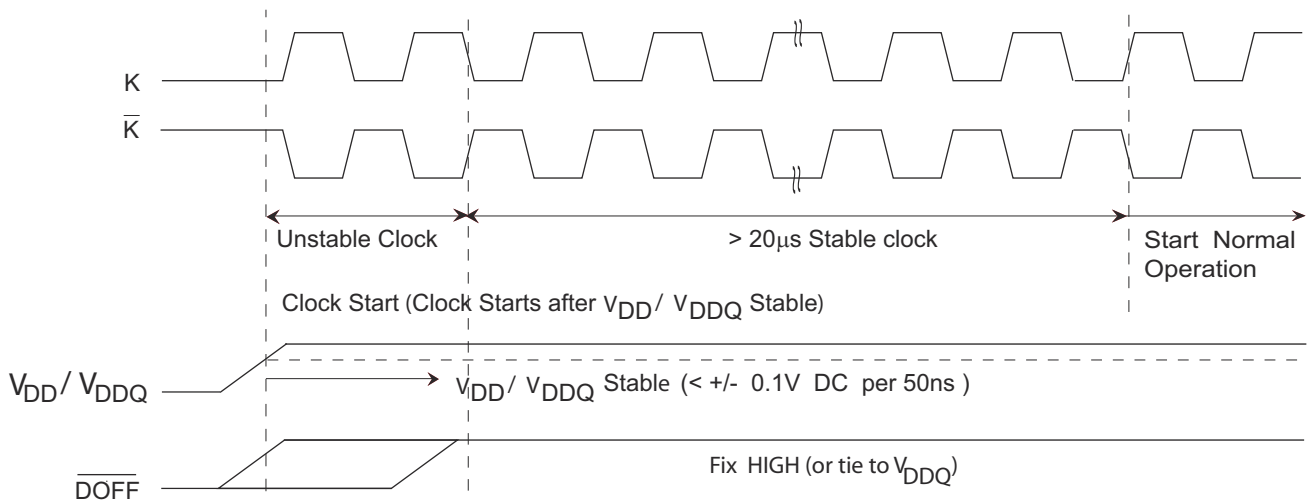 K
K̅
Unstable Clock
> 20μs Stable clock
Start Normal
Operation
Clock Start (Clock Starts after VDD / VDDQ Stable)
VDD / VDDQ
VDD / VDDQ Stable (< +/- 0.1V DC per 50ns )
Fix HIGH (or tie to VDDQ)
D̅O̅F̅F̅